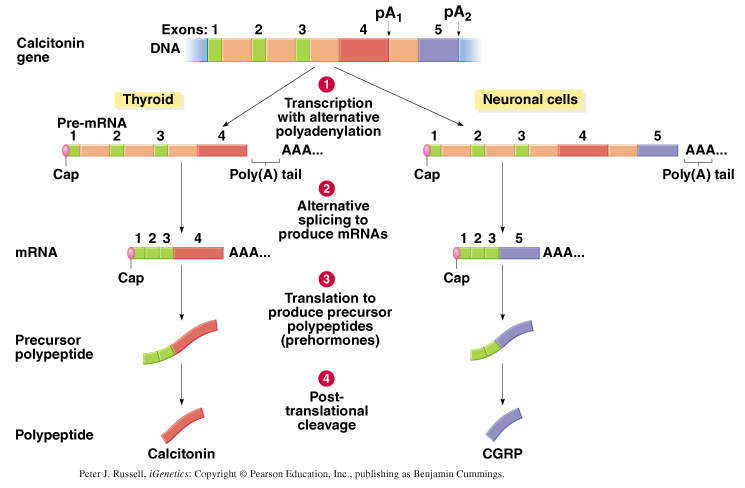 Calcitonin
gene
Exons: 1 2 3 4 pA1 5 pA2
DNA
Thyroid
1
Transcription
with alternative
polyadenylation
Neuronal cells
Pre-mRNA
1 2 3 4
AAA...
Cap
Poly(A) tail
1 2 3 4 5
AAA...
Cap
Poly(A) tail
2
Alternative
splicing to
produce mRNAs
mRNA
1 2 3 4
AAA...
Cap
1 2 3 5
AAA...
Cap
3
Translation to
produce precursor
polypeptides
(prehormones)
Precursor
polypeptide
4
Post-
translational
cleavage
Polypeptide
Calcitonin
CGRP
Peter J. Russell, iGenetics: Copyright © Pearson Education, Inc., publishing as Benjamin Cummings.